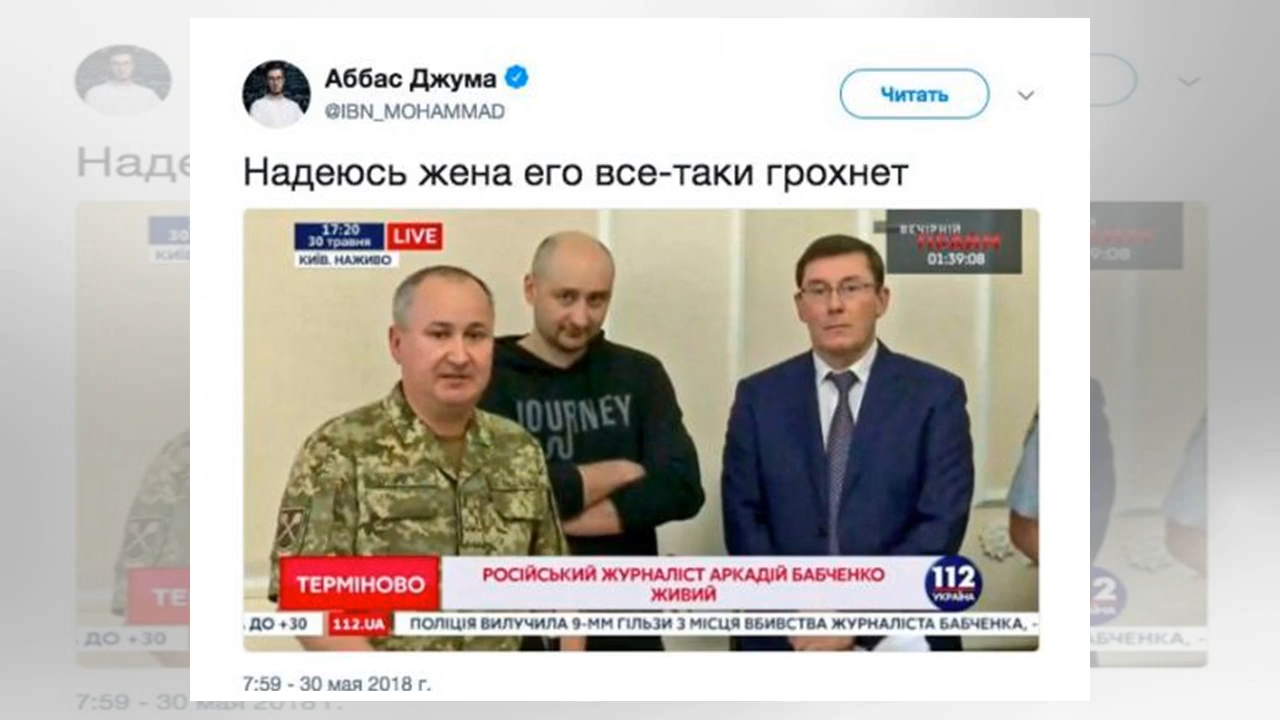 Аббас Джума
@IBN_MOHAMMAD
Читать
Надеюсь жена его все-таки грохнет
17:20
30 травня
LIVE
КИЇВ. НАЖИВО
ВЕЧІРНІЙ
ПРАЙМ
01:39:08
JOURNEY
ТЕРМІНОВО
РОСІЙСЬКИЙ ЖУРНАЛІСТ АРКАДІЙ БАБЧЕНКО
ЖИВИЙ
112
УКРАЇНА
ДО +30
112.UA
ПОЛІЦІЯ ВИЛУЧИЛА 9-ММ ГІЛЬЗИ З МІСЦЯ ВБИВСТВА ЖУРНАЛІСТА БАБЧЕНКА, -
7:59 - 30 мая 2018 г.